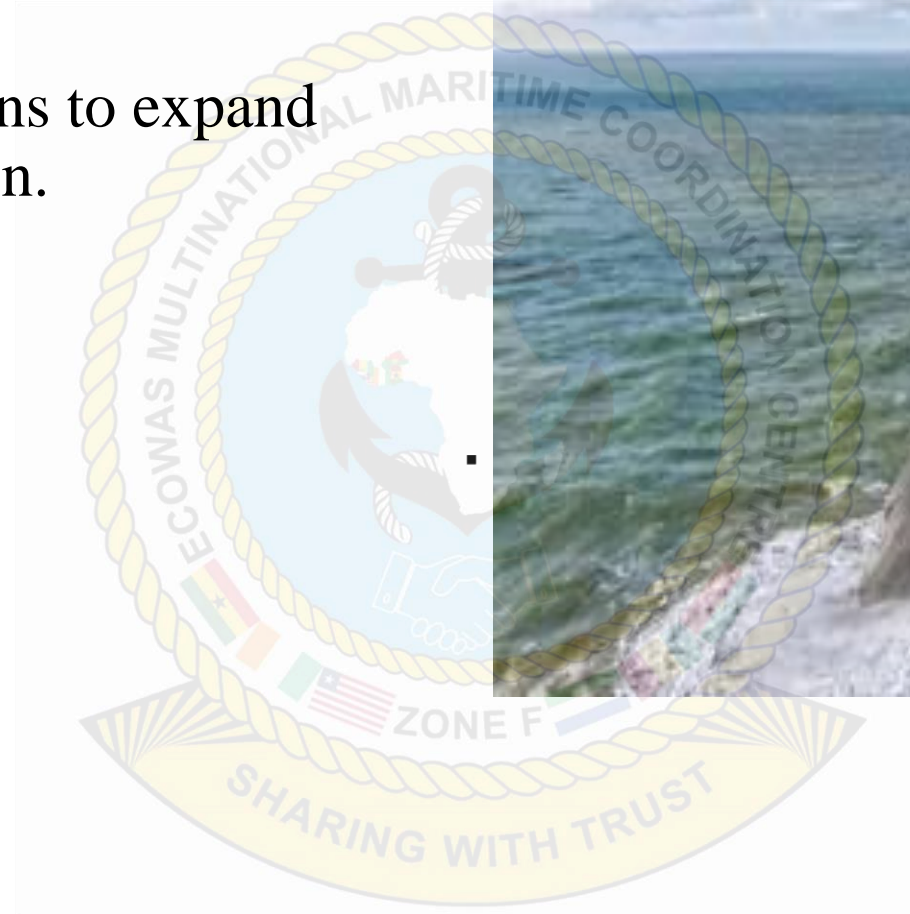 ns to expand
n.
ECOWAS MULTINATIONAL MARITIME COORDINATION CENTRE
ZONE F
SHARING WITH TRUST